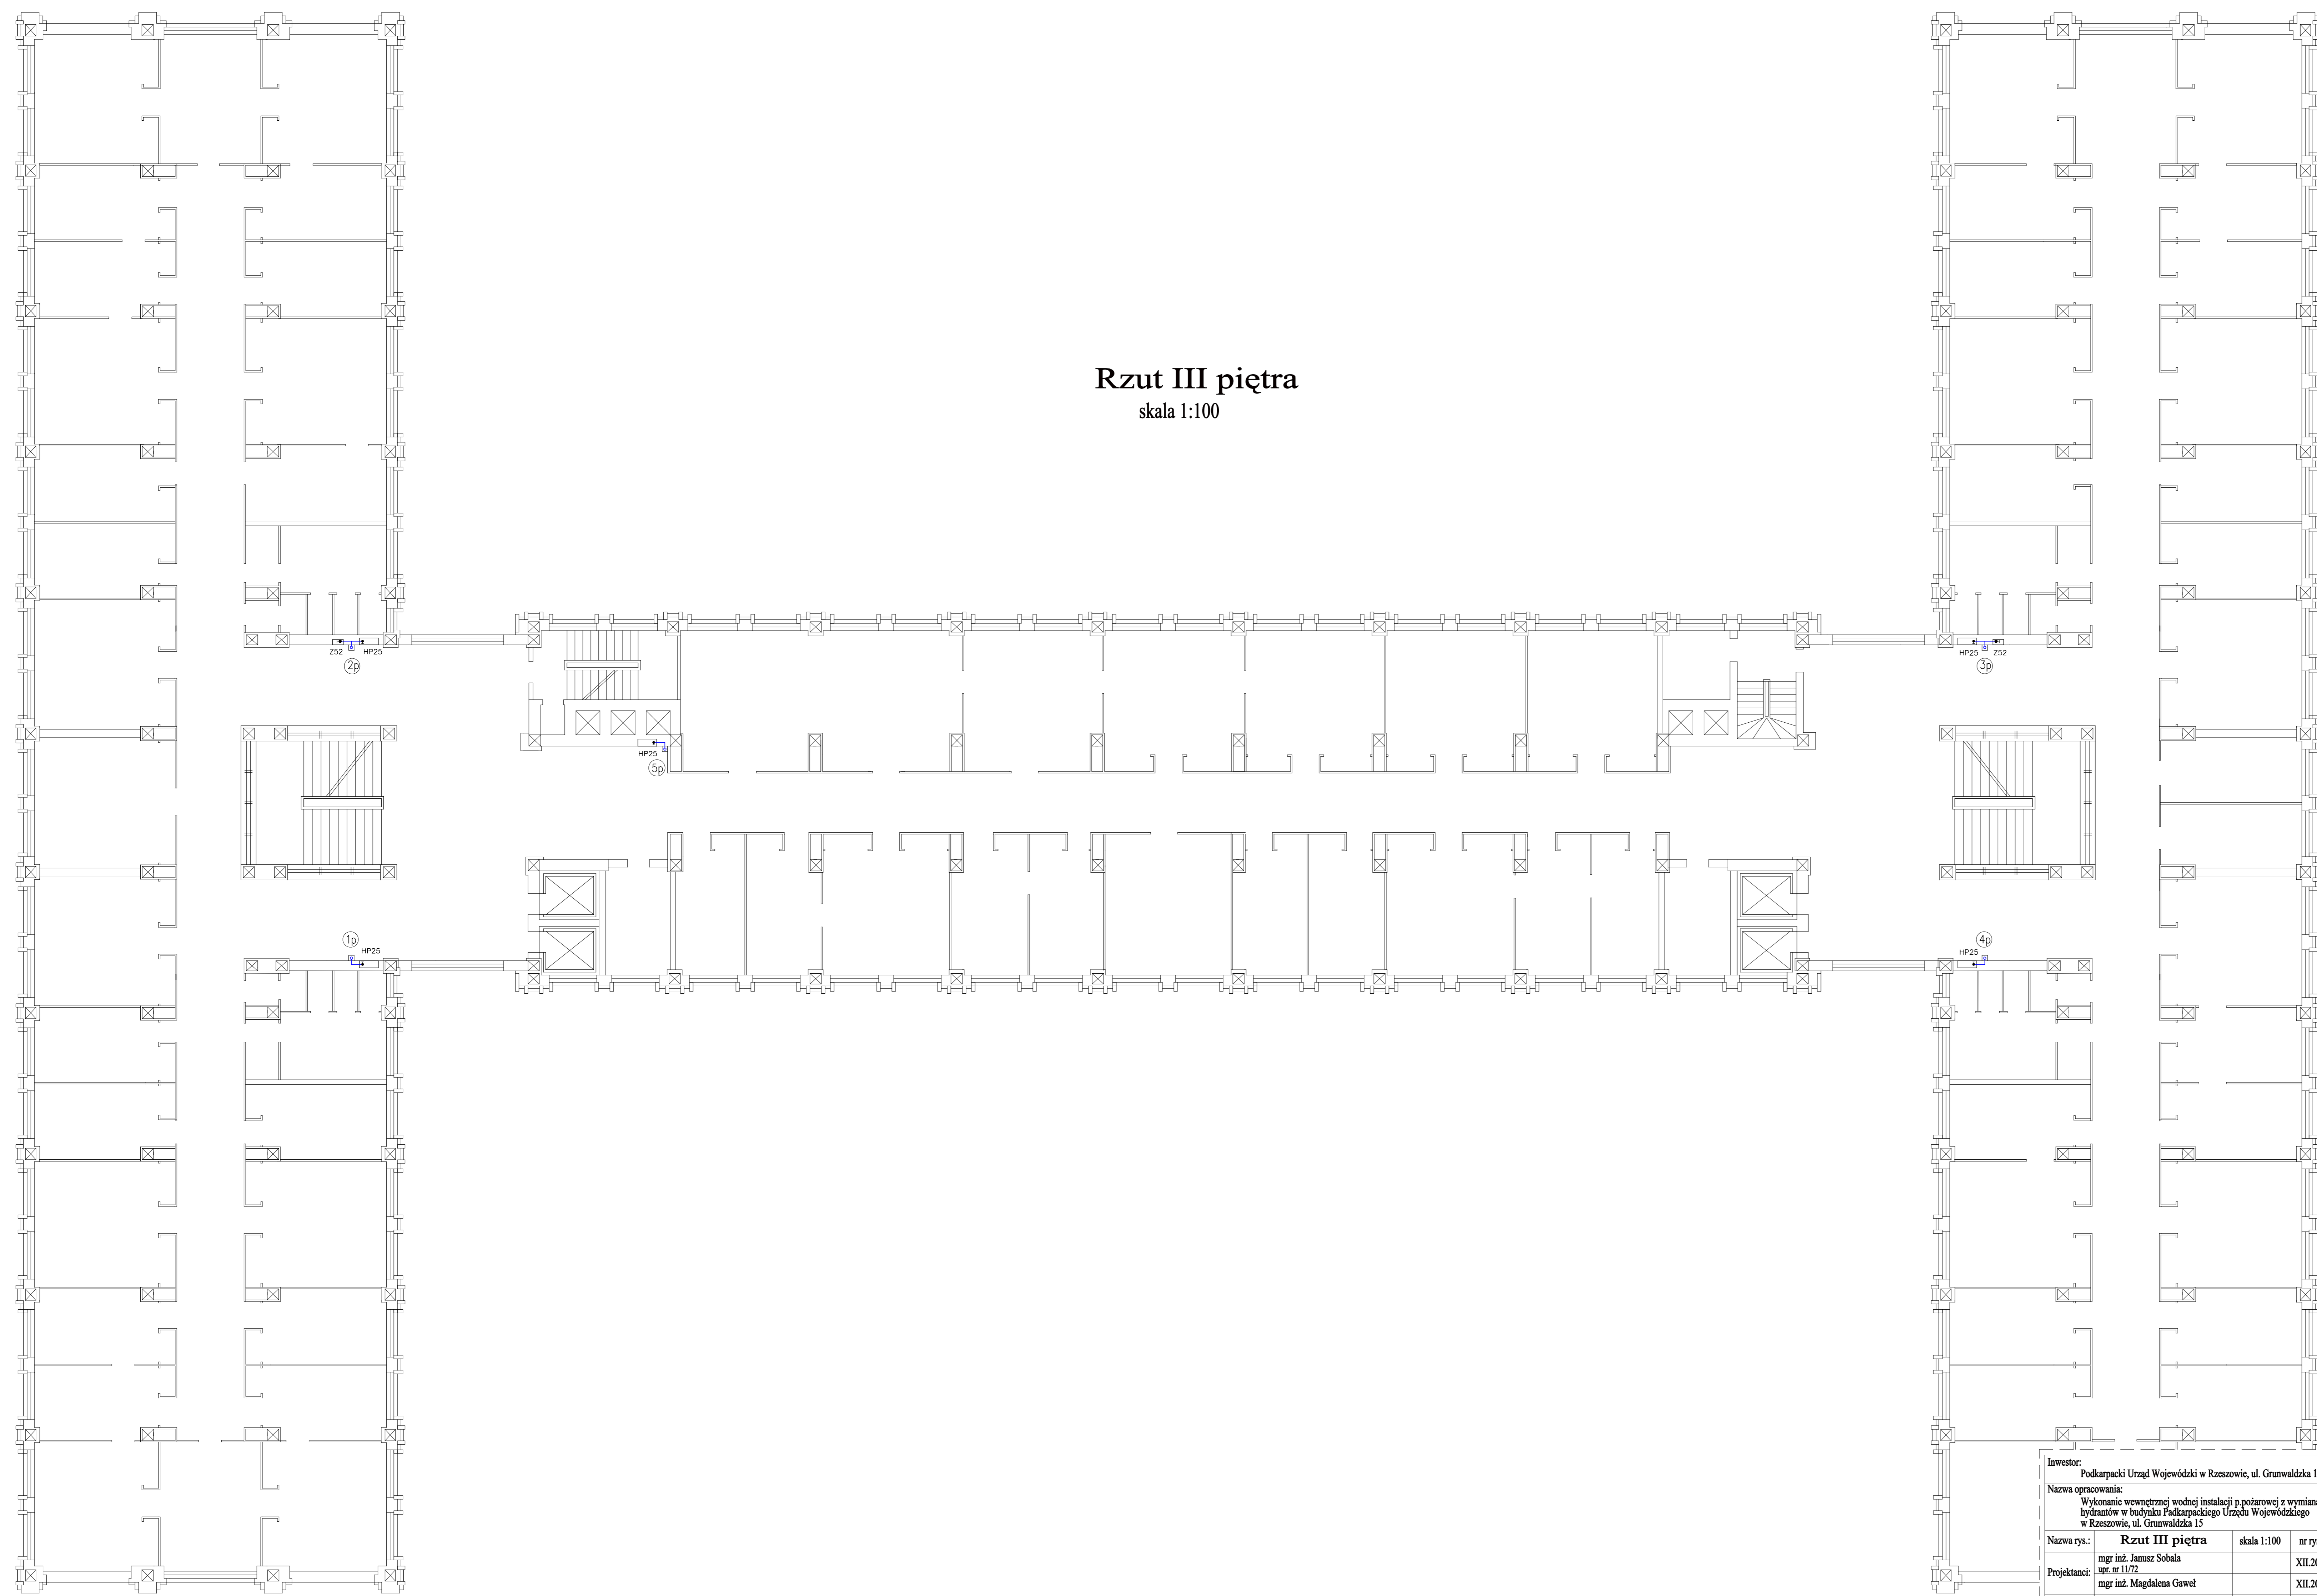 Rzut III piętra
skala 1:100
Z52 HP25
2p
HP25 Z52
3p
HP25
5p
1p
HP25
4p
HP25
Inwestor:
Podkarpacki Urząd Wojewódzki w Rzeszowie, ul. Grunwaldzka
Nazwa opracowania:
Wykonanie wewnętrznej wodnej instalacji p.pożarowej z
hydrantów w budynku Padkarpackiego Urzędu Wojewódzkiego
w Rzeszowie, ul. Grunwaldzka 15
Nazwa rys.: Rzut III piętra skala 1:100 nr
Projektanci: mgr inż. Janusz Sobala
upr. nr 11/72
mgr inż. Magdalena Gaweł